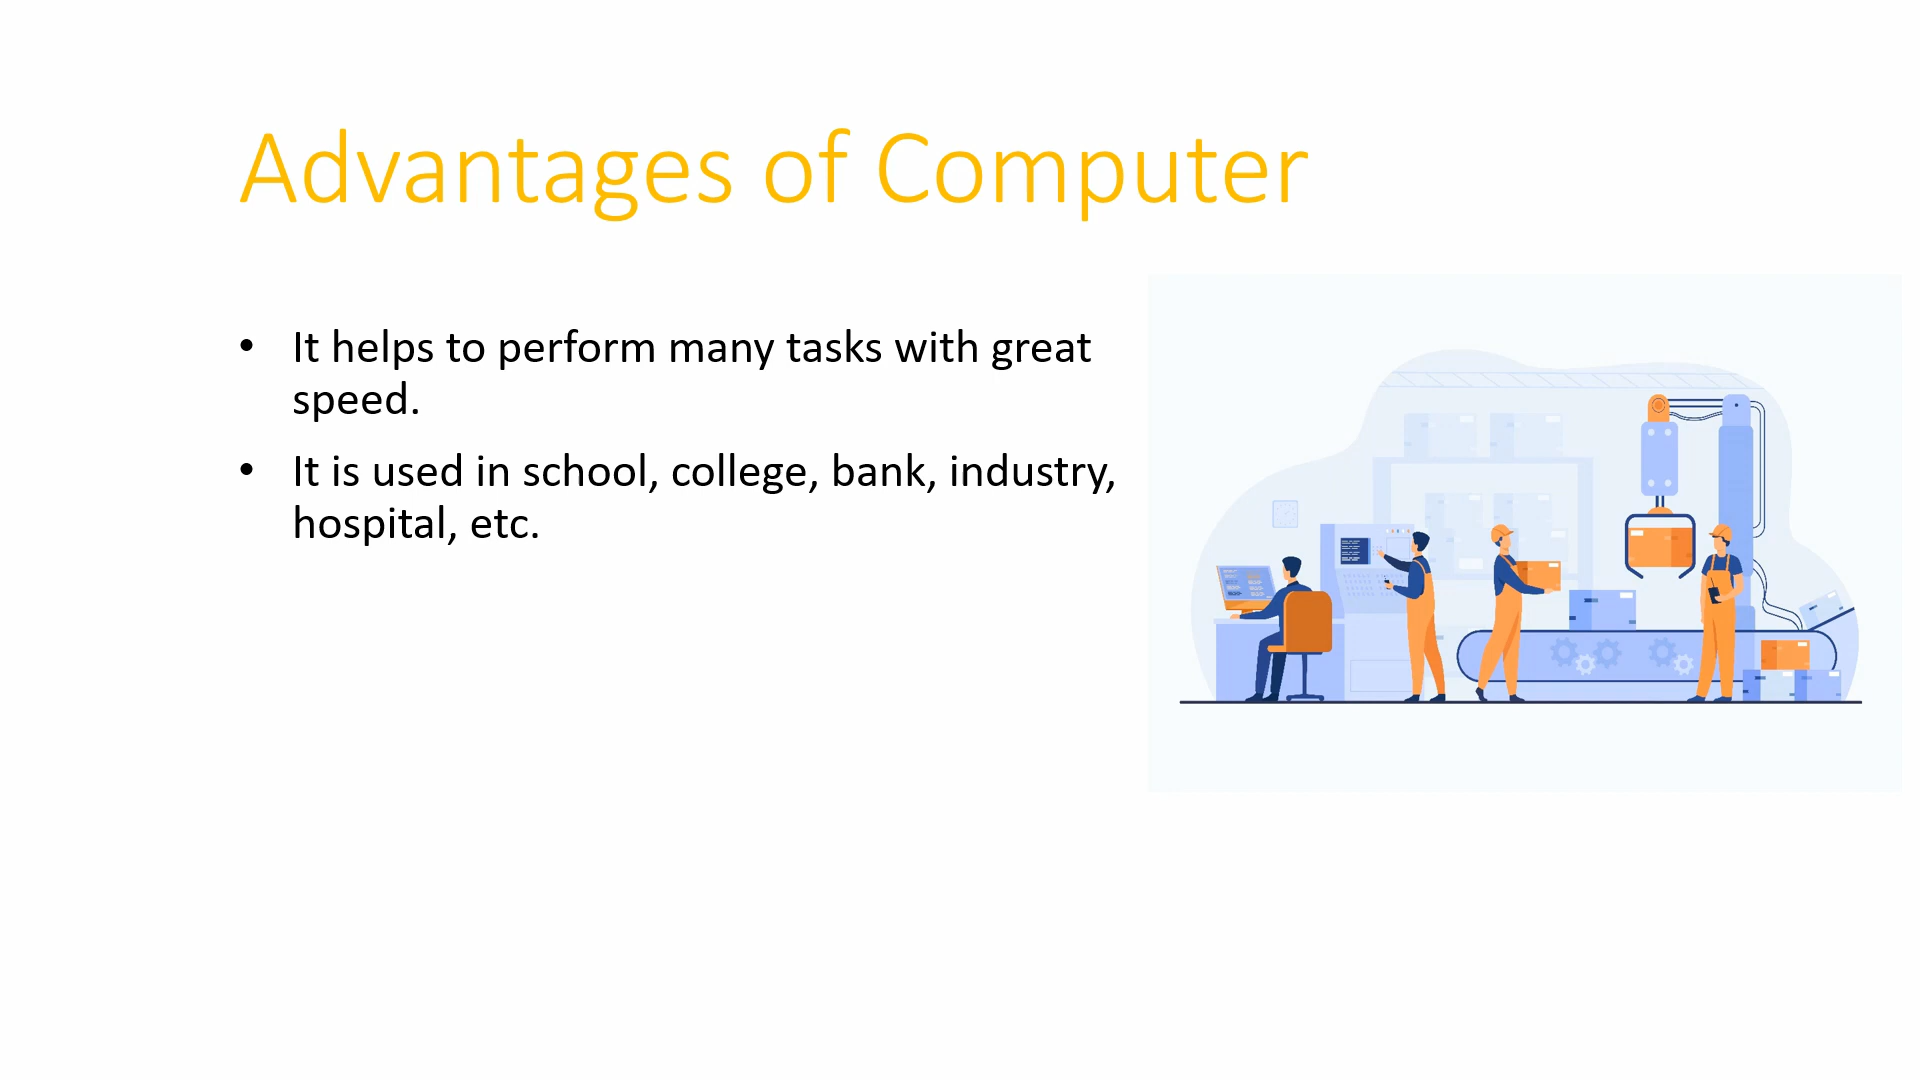 Advantages of Computer
• It helps to perform many tasks with great
speed.
• It is used in school, college, bank, industry,
hospital, etc.